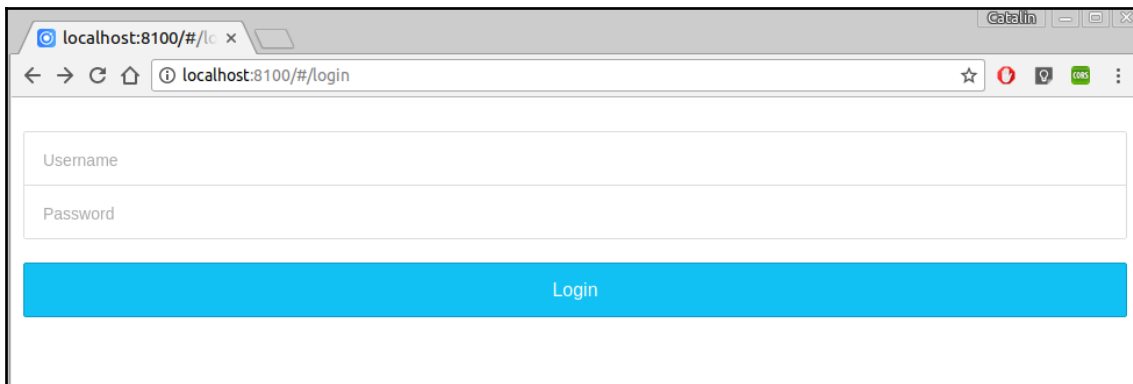 Catalin
localhost:8100/#/lo
localhost:8100/#/login
CORS
Username
Password
Login